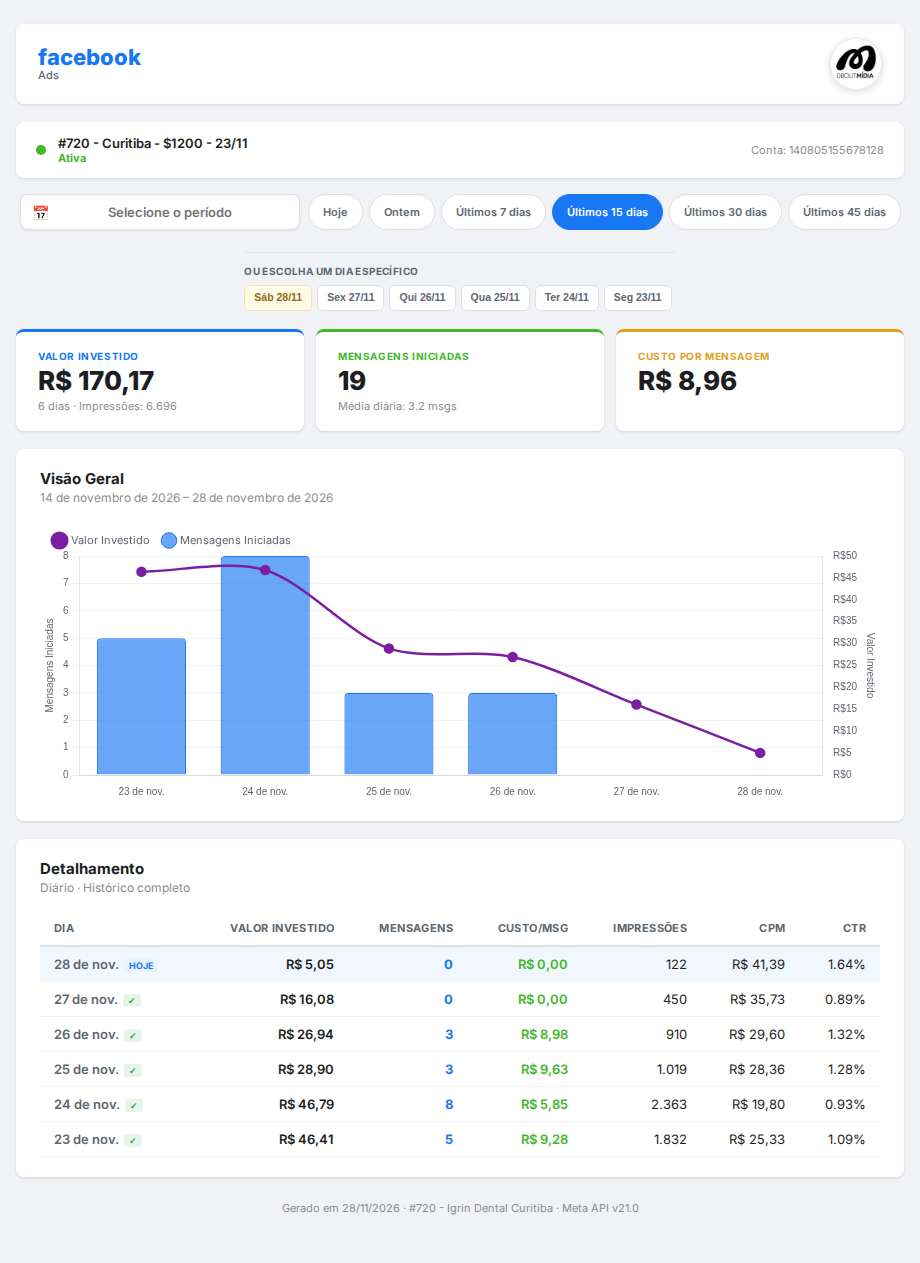 facebook
Ads
DBOUTMÍDIA
#720 - Curitiba - $1200 - 23/11
Ativa
Conta: 140805155678128
📅 Selecione o período
Hoje
Ontem
Últimos 7 dias
Últimos 15 dias
Últimos 30 dias
Últimos 45 dias
OU ESCOLHA UM DIA ESPECÍFICO
Sáb 28/11
Sex 27/11
Qui 26/11
Qua 25/11
Ter 24/11
Seg 23/11
VALOR INVESTIDO
R$ 170,17
6 dias · Impressões: 6.696
MENSAGENS INICIADAS
19
Média diária: 3.2 msgs
CUSTO POR MENSAGEM
R$ 8,96
Visão Geral
14 de novembro de 2026 – 28 de novembro de 2026
Valor Investido Mensagens Iniciadas
Mensagens Iniciadas
8
7
6
5
4
3
2
1
0
R$50
R$45
R$40
R$35
R$30
R$25
R$20
R$15
R$10
R$5
R$0
Valor Investido
23 de nov. 24 de nov. 25 de nov. 26 de nov. 27 de nov. 28 de nov.
Detalhamento
Diário · Histórico completo
DIA VALOR INVESTIDO MENSAGENS CUSTO/MSG IMPRESSÕES CPM CTR
28 de nov. HOJE R$ 5,05 0 R$ 0,00 122 R$ 41,39 1.64%
27 de nov. ✓ R$ 16,08 0 R$ 0,00 450 R$ 35,73 0.89%
26 de nov. ✓ R$ 26,94 3 R$ 8,98 910 R$ 29,60 1.32%
25 de nov. ✓ R$ 28,90 3 R$ 9,63 1.019 R$ 28,36 1.28%
24 de nov. ✓ R$ 46,79 8 R$ 5,85 2.363 R$ 19,80 0.93%
23 de nov. ✓ R$ 46,41 5 R$ 9,28 1.832 R$ 25,33 1.09%
Gerado em 28/11/2026 · #720 - Igrin Dental Curitiba · Meta API v21.0